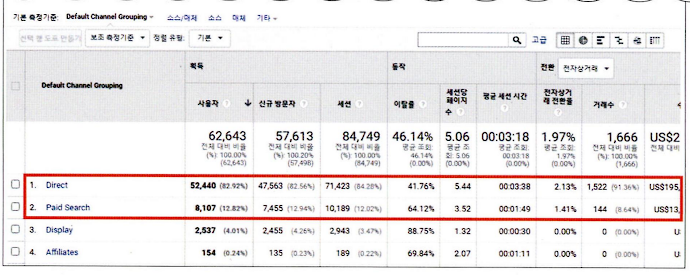 기본 측정기준: Default Channel Grouping 소스/매체 소스 매체 기타
선택 행 도표 만들기 보조 측정기준 정렬 유형: 기본 고급
Default Channel Grouping 획득 동작 전환 전자상거래
사용자 신규 방문자 세션 이탈률 세션당 페이지 수 평균 세션 시간 전자상거래 전환율 거래수
62,643 57,613 84,749 46.14% 5.06 00:03:18 1.97% 1,666 US$2
전체 대비 비율 (%): 100.00% (62,643) 전체 대비 비율 (%): 100.20% (57,498) 전체 대비 비율 (%): 100.00% (84,749) 평균 조회: 46.14% (0.00%) 평균 조회: 5.06 (0.00%) 평균 조회: 00:03:18 (0.00%) 평균 조회: 1.97% (0.00%) 전체 대비 비율 (%): 100.00% (1,666) 전체 대비
1. Direct 52,440 (82.92%) 47,563 (82.56%) 71,423 (84.28%) 41.76% 5.44 00:03:38 2.13% 1,522 (91.36%) US$195,
2. Paid Search 8,107 (12.82%) 7,455 (12.94%) 10,189 (12.02%) 64.12% 3.52 00:01:49 1.41% 144 (8.64%) US$13,
3. Display 2,537 (4.01%) 2,455 (4.26%) 2,943 (3.47%) 88.75% 1.32 00:00:30 0.00% 0 (0.00%) U
4. Affiliates 154 (0.24%) 135 (0.23%) 189 (0.22%) 69.84% 2.07 00:01:11 0.00% 0 (0.00%) U